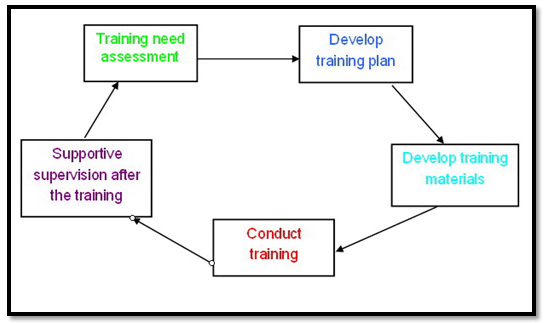 Training need
assessment
Develop
training plan
Develop training
materials
Conduct
training
Supportive
supervision after
the training